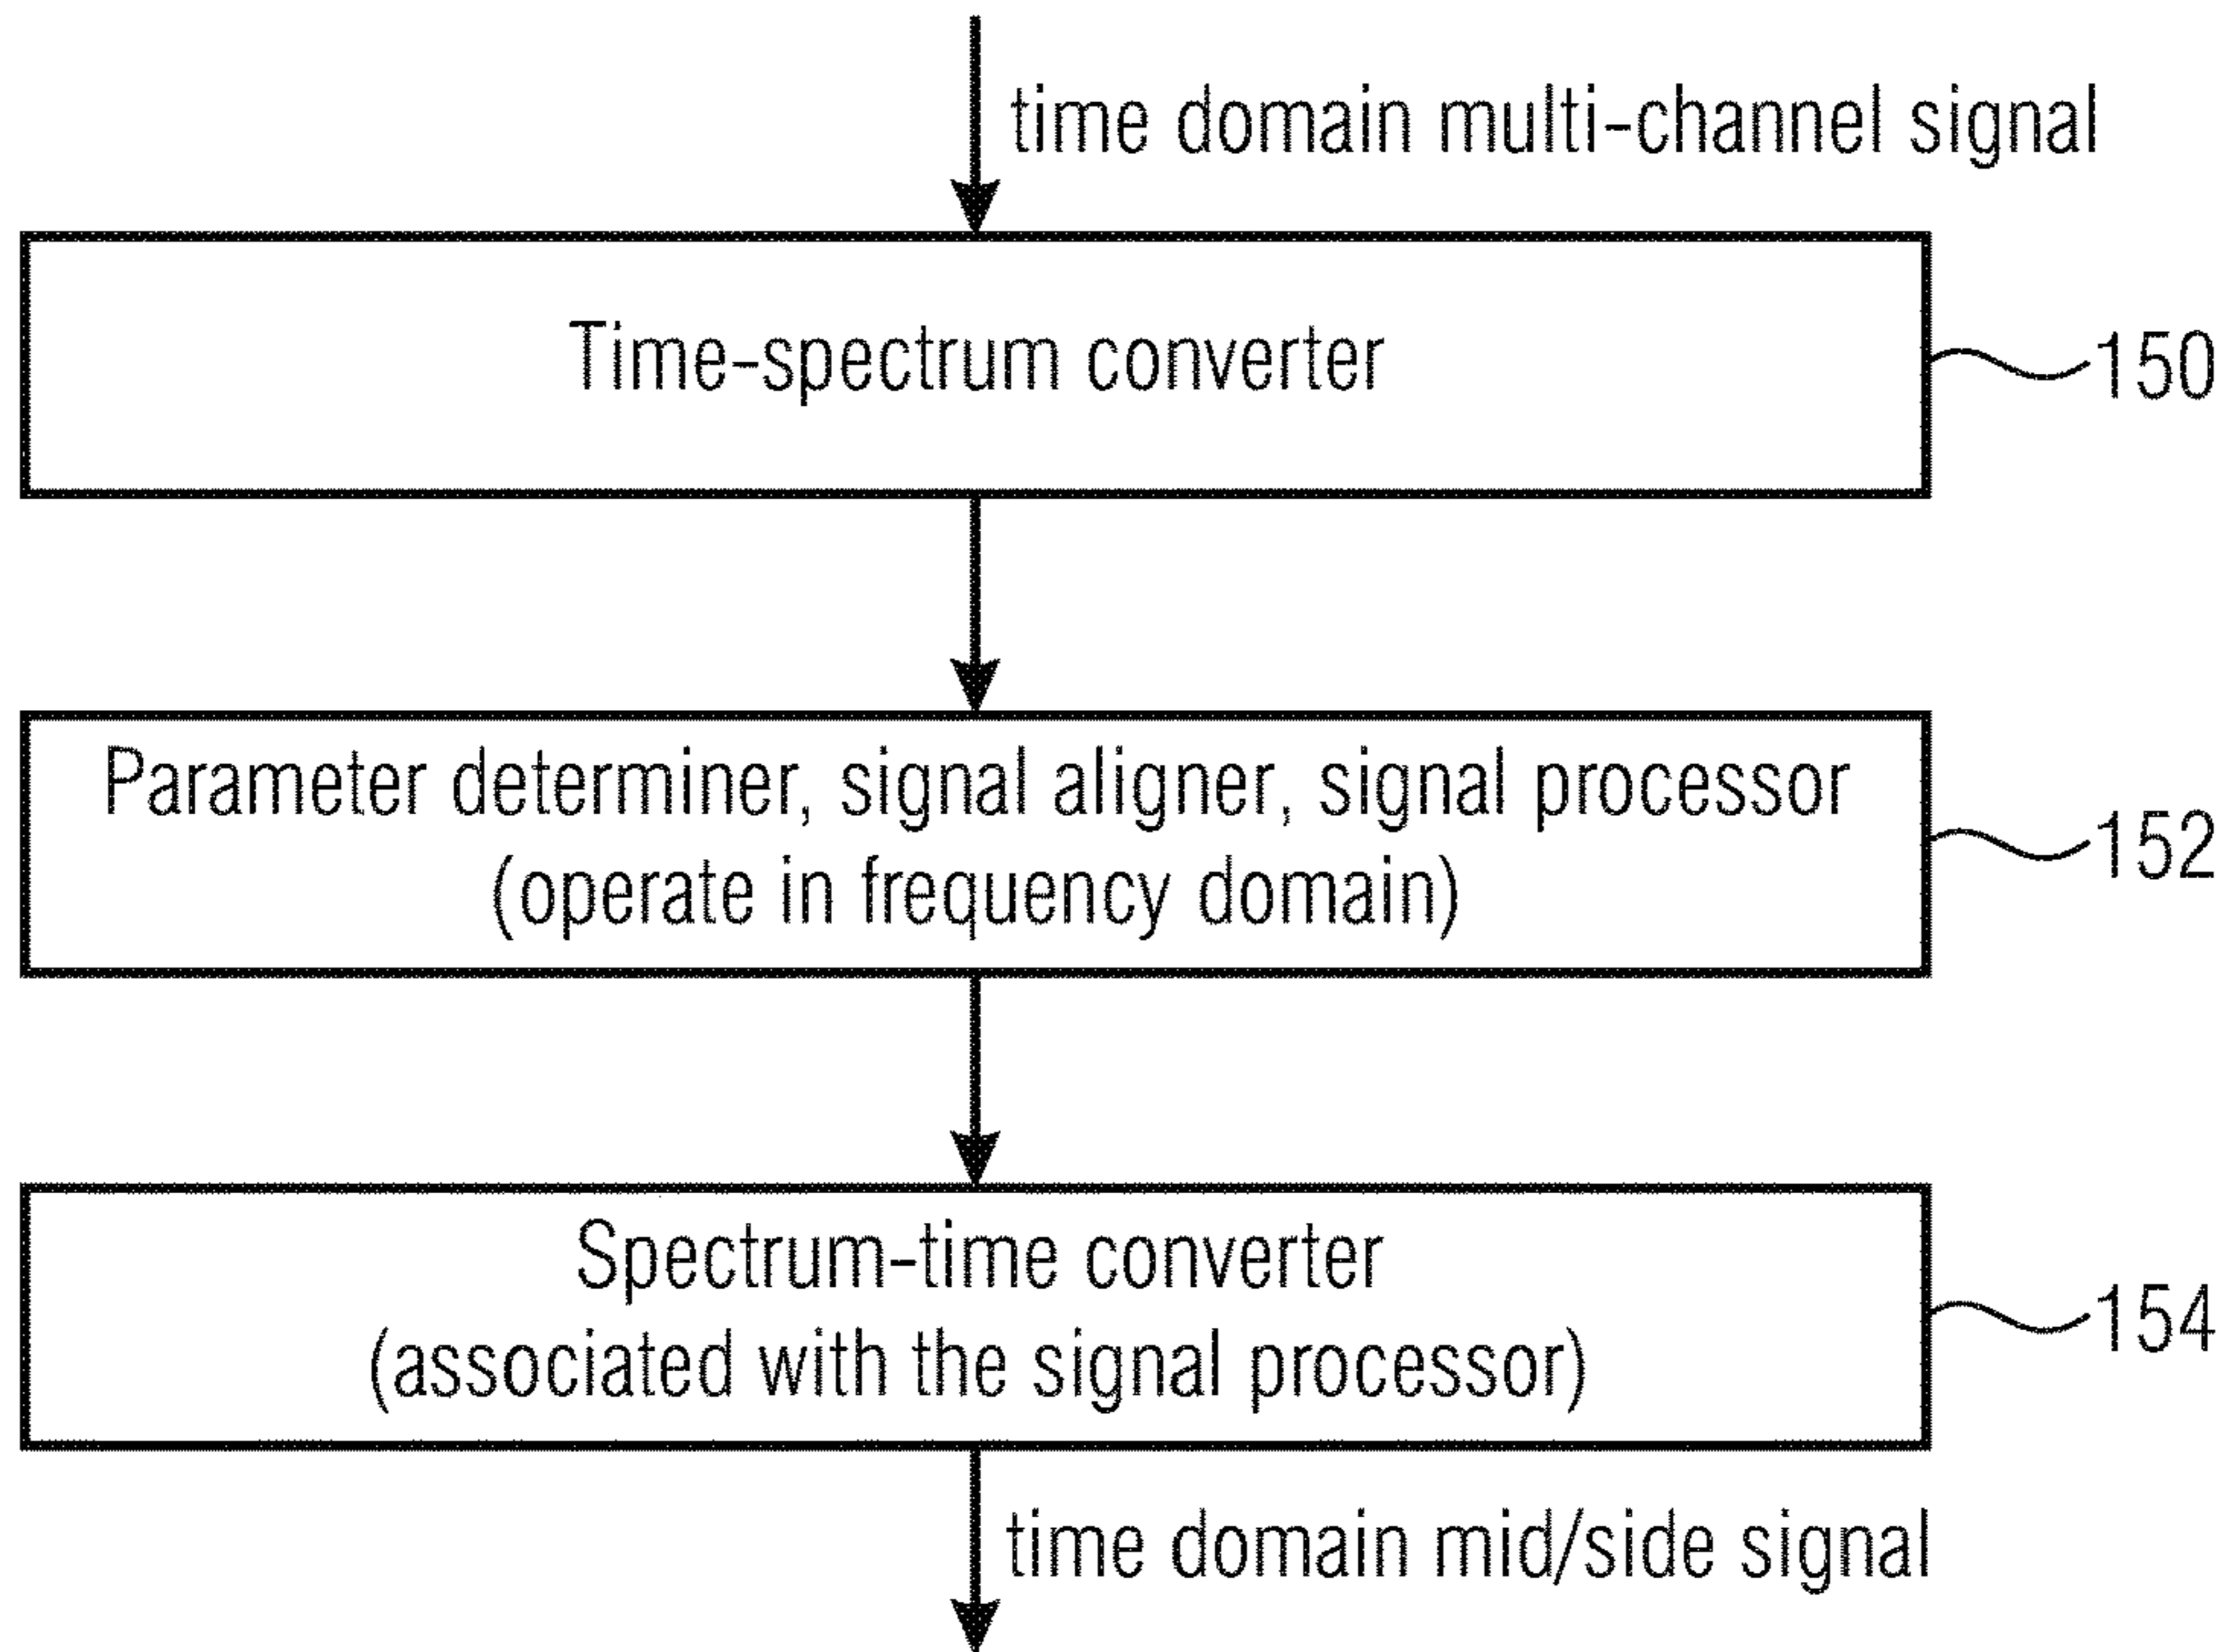 time domain multi-channel signal
Time-spectrum converter
150
Parameter determiner, signal aligner, signal processor
(operate in frequency domain)
152
Spectrum-time converter
(associated with the signal processor)
154
time domain mid/side signal